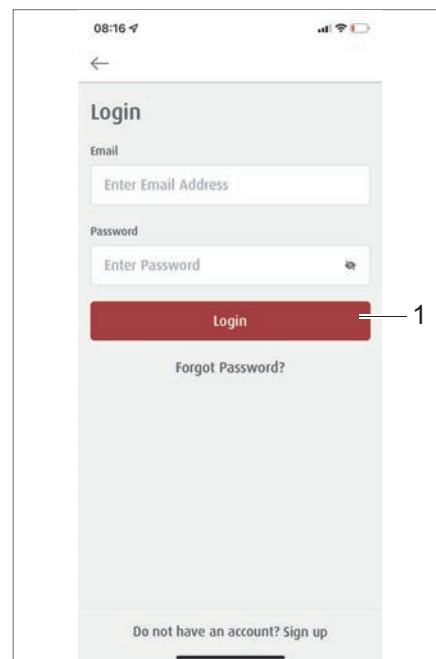 08:16
Login
Email
Enter Email Address
Password
Enter Password
Login
1
Forgot Password?
Do not have an account? Sign up